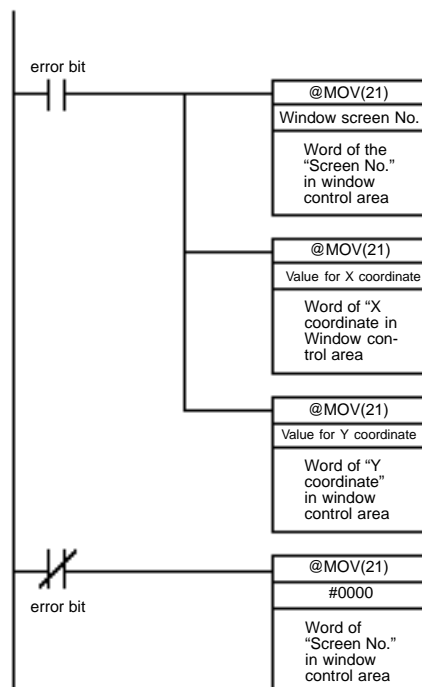 error bit
@MOV(21)
Window screen No.
Word of the
“Screen No.”
in window
control area
@MOV(21)
Value for X coordinate
Word of “X
coordinate in
Window con-
trol area
@MOV(21)
Value for Y coordinate
Word of “Y
coordinate”
in window
control area
error bit
@MOV(21)
#0000
Word of
“Screen No.”
in window
control area